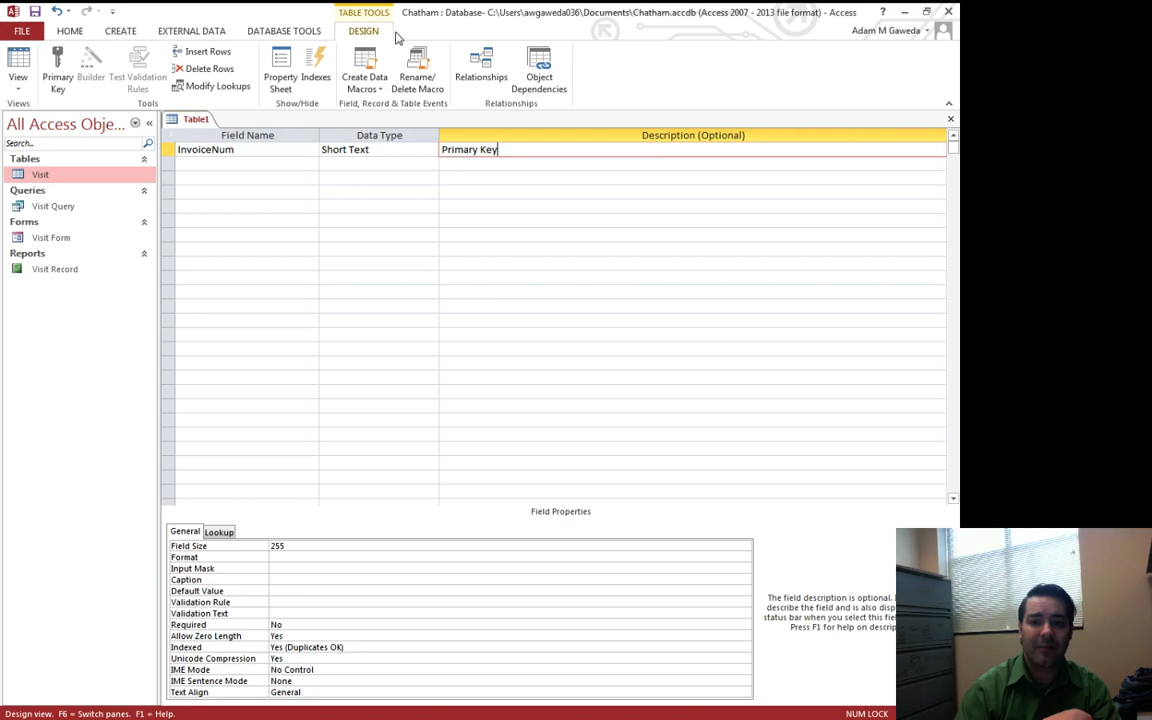 TABLE TOOLS
Chatham : Database- C:\Users\awgaweda036\Documents\Chatham.accdb (Access 2007 - 2013 file format) - Access
FILE HOME CREATE EXTERNAL DATA DATABASE TOOLS DESIGN Adam M Gaweda
View
Primary Key
Builder
Test Validation Rules
Insert Rows
Delete Rows
Modify Lookups
Property Sheet
Indexes
Create Data Macros
Rename/ Delete Macro
Relationships
Object Dependencies
Views Tools Show/Hide Field, Record & Table Events Relationships
All Access Obje...
Search...
Tables
Visit
Queries
Visit Query
Forms
Visit Form
Reports
Visit Record
Table1
Field Name Data Type Description (Optional)
InvoiceNum Short Text Primary Key
Field Properties
General Lookup
Field Size 255
Format
Input Mask
Caption
Default Value
Validation Rule
Validation Text
Required No
Allow Zero Length Yes
Indexed Yes (Duplicates OK)
Unicode Compression Yes
IME Mode No Control
IME Sentence Mode None
Text Align General
The field description is optional.
describe the field and is also disp
status bar when you select this fie
Press F1 for help on descrip
Design view. F6 = Switch panes. F1 = Help. NUM LOCK